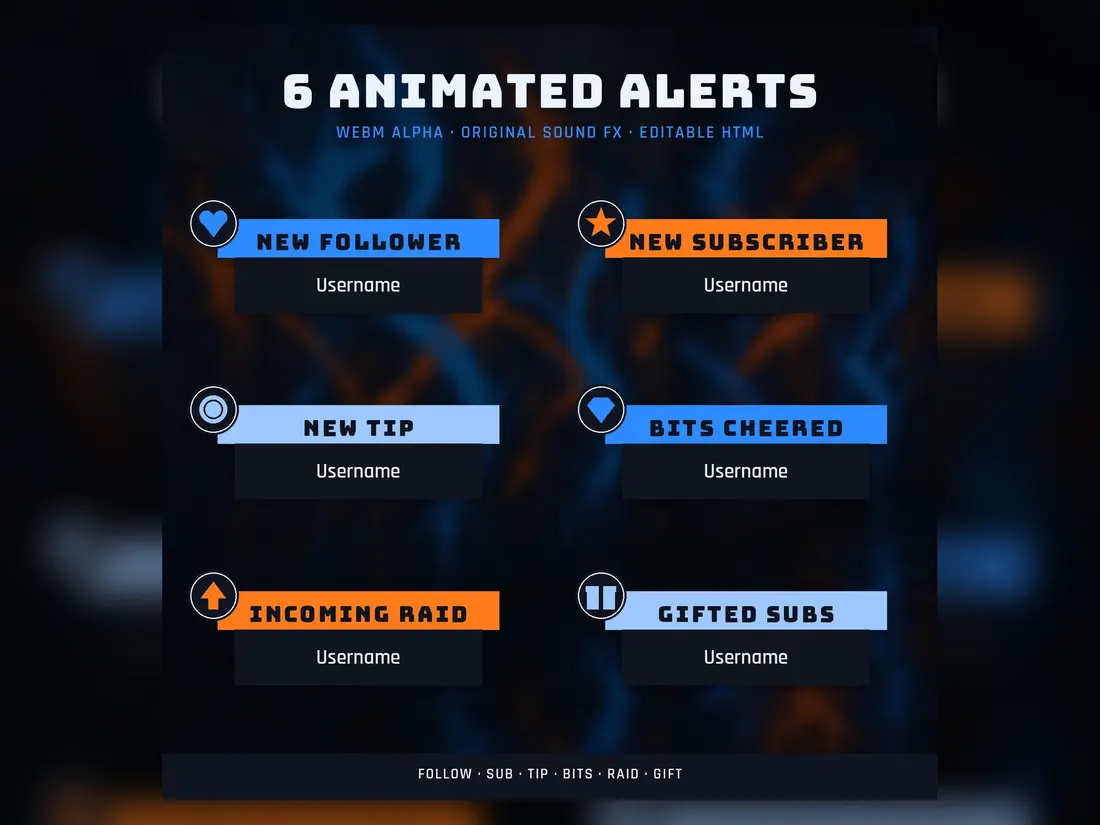 6 ANIMATED ALERTS
WEBM ALPHA · ORIGINAL SOUND FX · EDITABLE HTML
NEW FOLLOWER
Username
NEW SUBSCRIBER
Username
NEW TIP
Username
BITS CHEERED
Username
INCOMING RAID
Username
GIFTED SUBS
Username
FOLLOW · SUB · TIP · BITS · RAID · GIFT